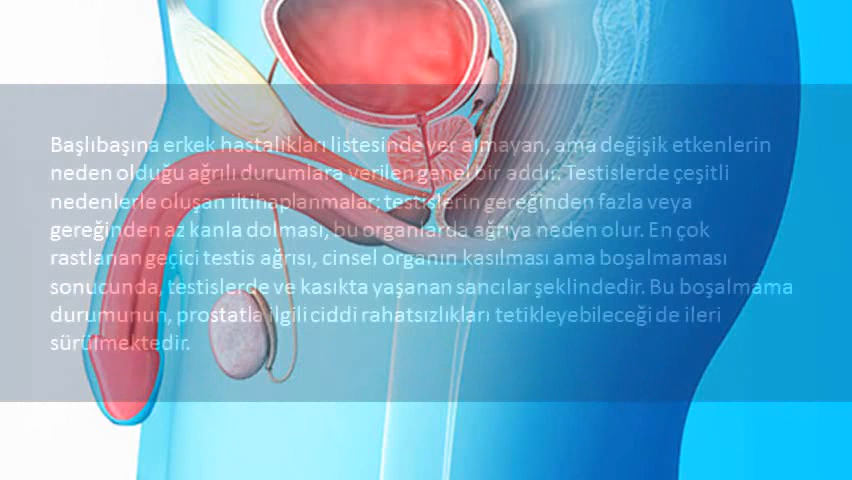 Başlıbaşına erkek hastalıkları listesinde yer almayan, ama değişik etkenlerin
neden olduğu ağrılı durumlara verilen genel bir addır. Testislerde çeşitli
nedenlerle oluşan iltihaplanmalar; testislerin gereğinden fazla veya
gereğinden az kanla dolması, bu organlarda ağrıya neden olur. En çok
rastlanan geçici testis ağrısı, cinsel organın kasılması ama boşalmaması
sonucunda, testislerde ve kasıkta yaşanan sancılar şeklindedir. Bu boşalmama
durumunun, prostatla ilgili ciddi rahatsızlıkları tetikleyebileceği de ileri
sürülmektedir.